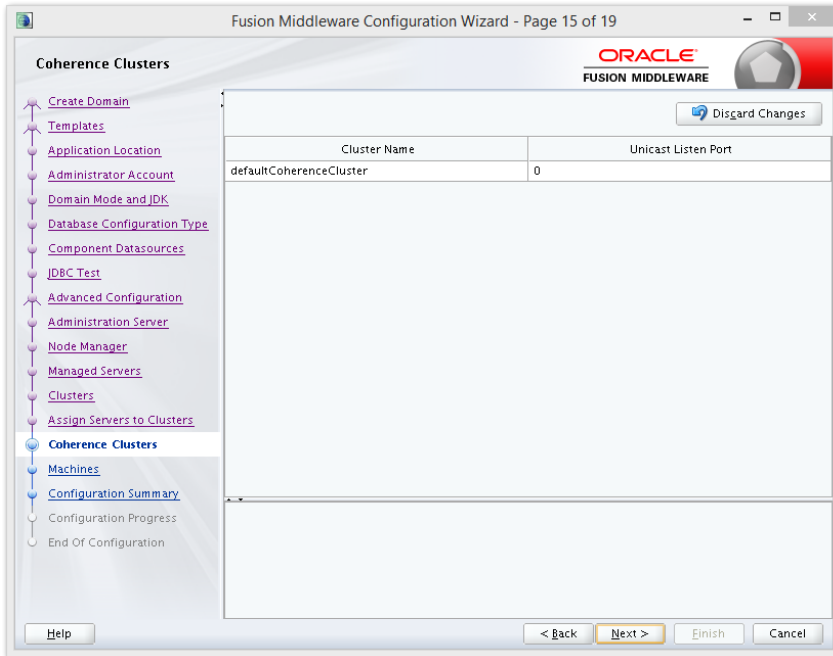 Fusion Middleware Configuration Wizard - Page 15 of 19
Coherence Clusters
ORACLE
FUSION MIDDLEWARE
Create Domain
Templates
Application Location
Administrator Account
Domain Mode and JDK
Database Configuration Type
Component Datasources
JDBC Test
Advanced Configuration
Administration Server
Node Manager
Managed Servers
Clusters
Assign Servers to Clusters
Coherence Clusters
Machines
Configuration Summary
Configuration Progress
End Of Configuration
Discard Changes
Cluster Name Unicast Listen Port
defaultCoherenceCluster 0
Help < Back Next > Finish Cancel